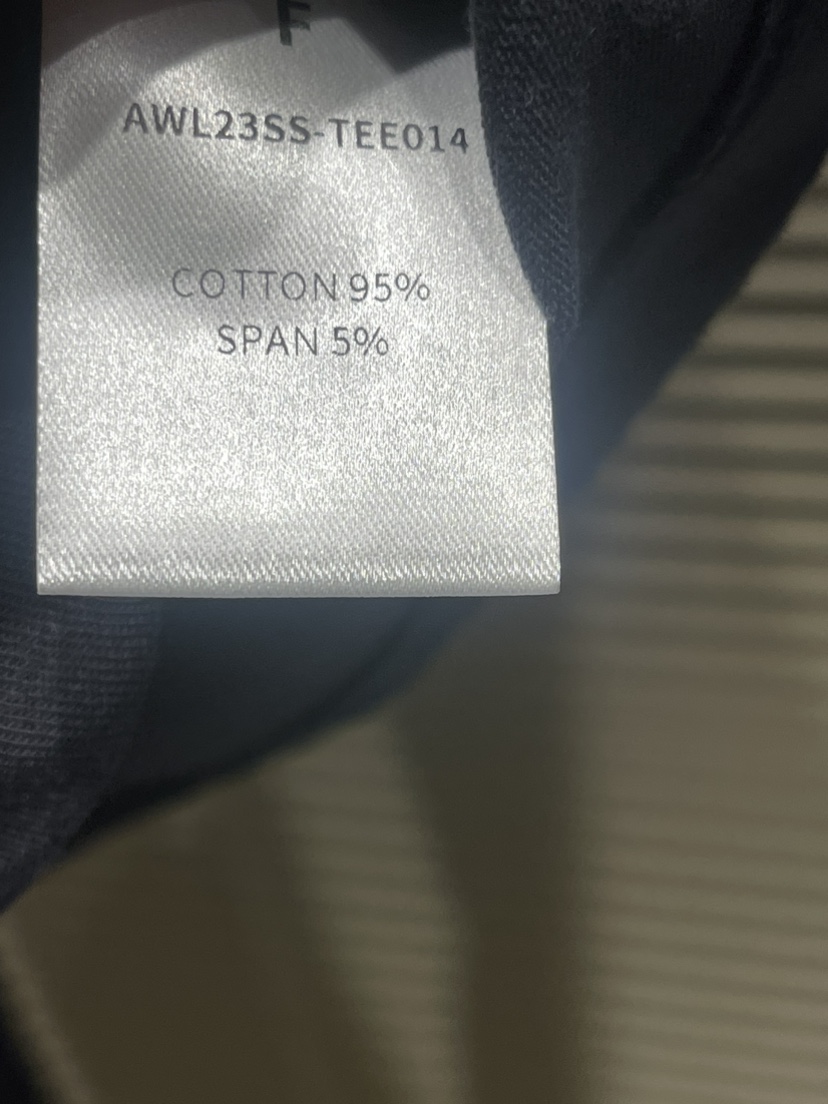 F
AWL23SS-TEE014
COTTON 95%
SPAN 5%